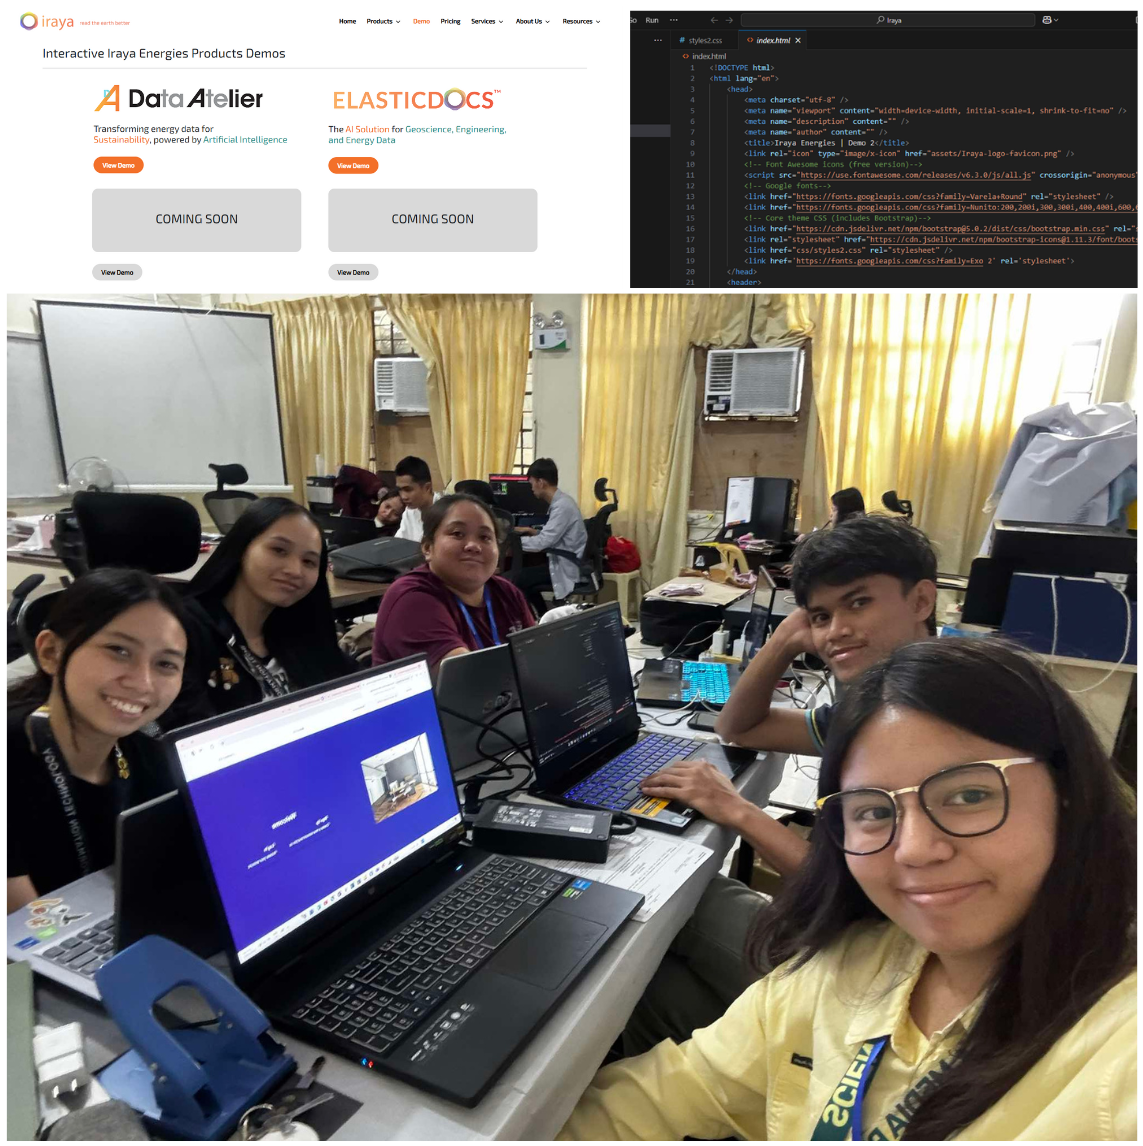 iraya read the earth better
Home Products Demo Pricing Services About Us Resources
Interactive Iraya Energies Products Demos
Data Atelier
Transforming energy data for
Sustainability, powered by Artificial Intelligence
View Demo
ELASTICDOCS™
The AI Solution for Geoscience, Engineering,
and Energy Data
View Demo
COMING SOON
COMING SOON
View Demo
View Demo
Go Run ··· Iraya
··· # styles2.css <> index.html ×
<> index.html
1 <!DOCTYPE html>
2 <html lang="en">
3 <head>
4 <meta charset="utf-8" />
5 <meta name="viewport" content="width=device-width, initial-scale=1, shrink-to-fit=no" />
6 <meta name="description" content="" />
7 <meta name="author" content="" />
8 <title>Iraya Energies | Demo 2</title>
9 <link rel="icon" type="image/x-icon" href="assets/Iraya-logo-favicon.png" />
10 <!-- Font Awesome icons (free version)-->
11 <script src="https://use.fontawesome.com/releases/v6.3.0/js/all.js" crossorigin="anonymous"
12 <!-- Google fonts-->
13 <link href="https://fonts.googleapis.com/css?family=Varela+Round" rel="stylesheet" />
14 <link href="https://fonts.googleapis.com/css?family=Nunito:200,200i,300,300i,400,400i,600,6
15 <!-- Core theme CSS (includes Bootstrap)-->
16 <link href="https://cdn.jsdelivr.net/npm/bootstrap@5.0.2/dist/css/bootstrap.min.css" rel="s
17 <link rel="stylesheet" href="https://cdn.jsdelivr.net/npm/bootstrap-icons@1.11.3/font/boots
18 <link href="css/styles2.css" rel="stylesheet" />
19 <link href='https://fonts.googleapis.com/css?family=Exo 2' rel='stylesheet'>
20 </head>
21 <header>
Welcome
TECHNOLOGY
SCIEN